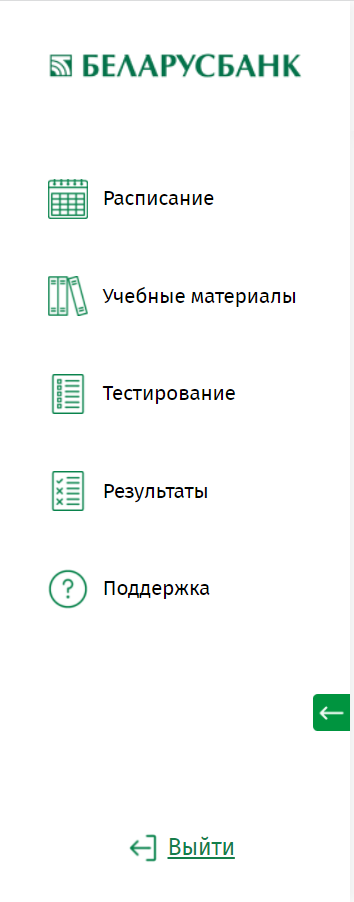 БЕЛАРУСБАНК
Расписание
Учебные материалы
Тестирование
Результаты
Поддержка
Выйти